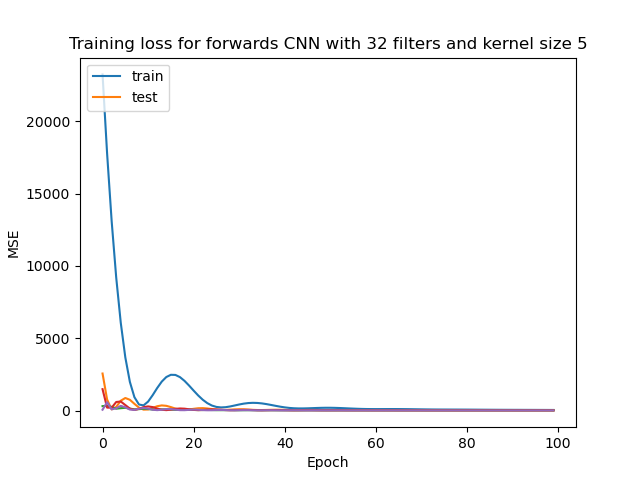 Training loss for forwards CNN with 32 filters and kernel size 5
train
test
20000
15000
10000
5000
0
MSE
0 20 40 60 80 100
Epoch